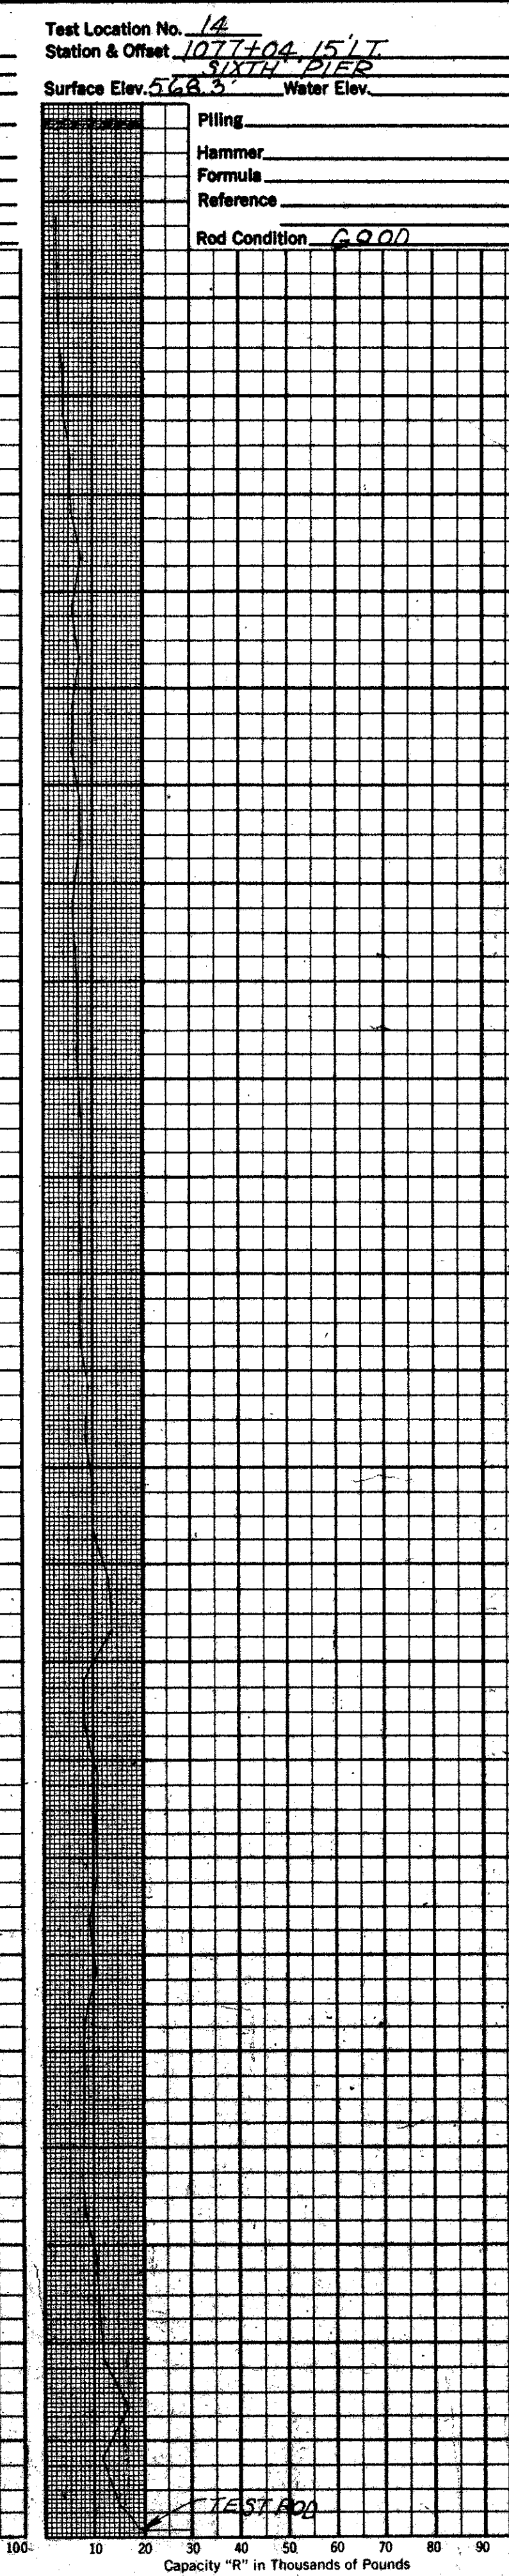 Test Location No. 14
Station & Offset 1077+04, 15' LT.
SIXTH PIER
Surface Elev. 568.3' Water Elev.
Piling
Hammer
Formula
Reference
Rod Condition GOOD
TEST ROD
100 10 20 30 40 50 60 70 80 90
Capacity "R" in Thousands of Pounds